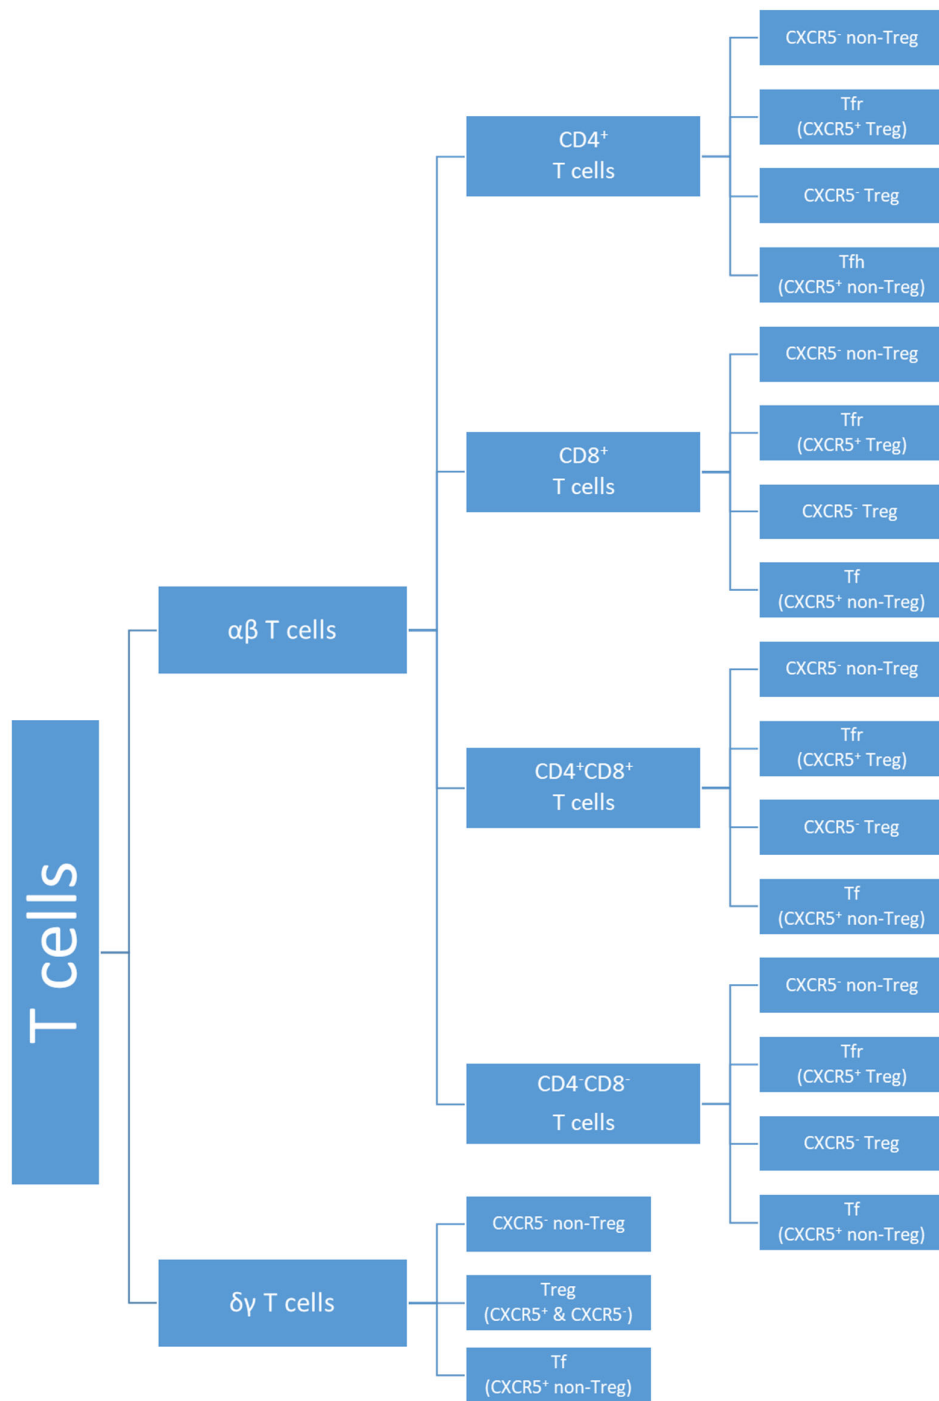 T cells
αβ T cells
CD4⁺
T cells
CXCR5⁻ non-Treg
Tfr
(CXCR5⁺ Treg)
CXCR5⁻ Treg
Tfh
(CXCR5⁺ non-Treg)
CD8⁺
T cells
CXCR5⁻ non-Treg
Tfr
(CXCR5⁺ Treg)
CXCR5⁻ Treg
Tf
(CXCR5⁺ non-Treg)
CD4⁺CD8⁺
T cells
CXCR5⁻ non-Treg
Tfr
(CXCR5⁺ Treg)
CXCR5⁻ Treg
Tf
(CXCR5⁺ non-Treg)
CD4⁻CD8⁻
T cells
CXCR5⁻ non-Treg
Tfr
(CXCR5⁺ Treg)
CXCR5⁻ Treg
Tf
(CXCR5⁺ non-Treg)
δγ T cells
CXCR5⁻ non-Treg
Treg
(CXCR5⁺ & CXCR5⁻)
Tf
(CXCR5⁺ non-Treg)